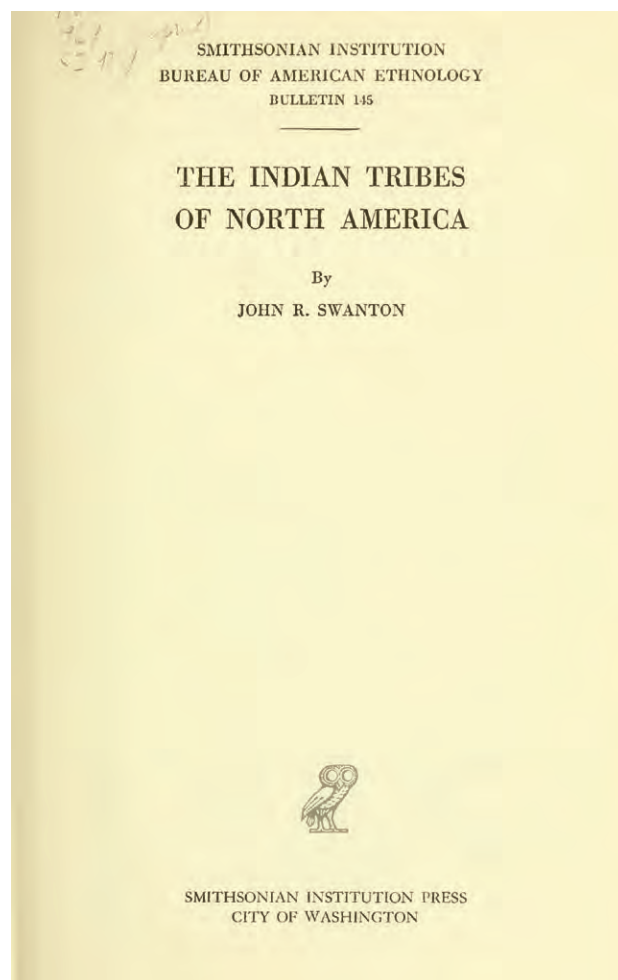 SMITHSONIAN INSTITUTION
BUREAU OF AMERICAN ETHNOLOGY
BULLETIN 145
THE INDIAN TRIBES
OF NORTH AMERICA
By
JOHN R. SWANTON
SMITHSONIAN INSTITUTION PRESS
CITY OF WASHINGTON